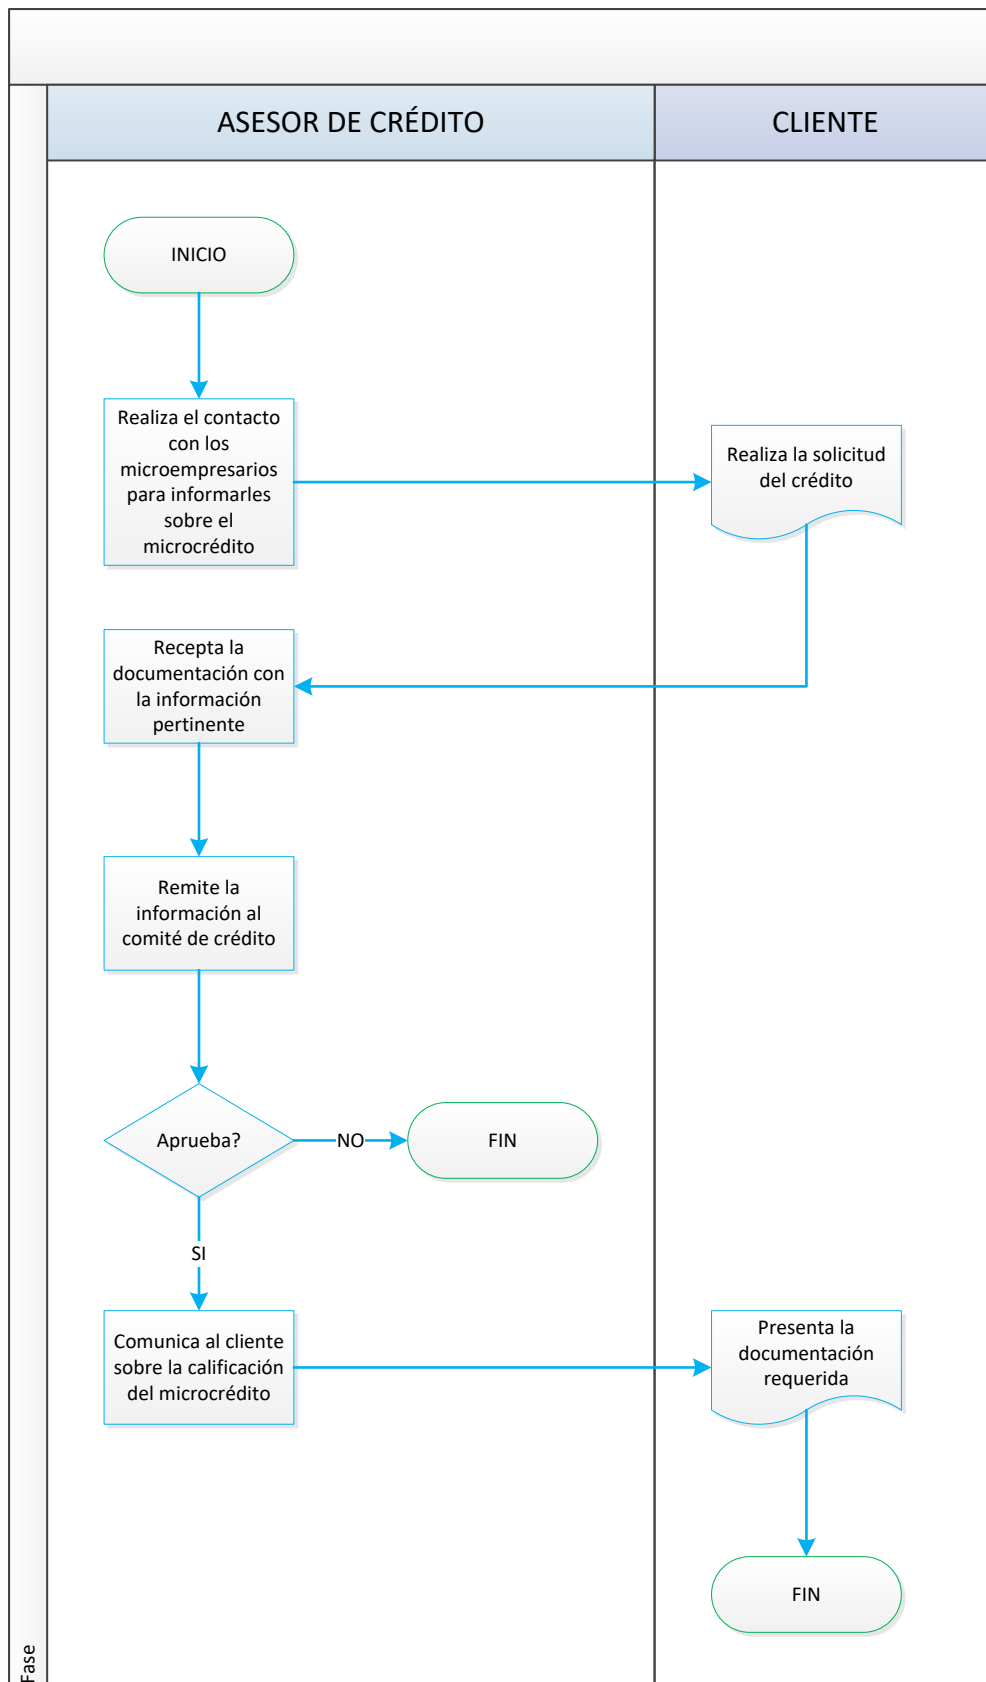 ASESOR DE CRÉDITO
CLIENTE
INICIO
Realiza el contacto
con los
microempresarios
para informarles
sobre el
microcrédito
Realiza la solicitud
del crédito
Recepta la
documentación con
la información
pertinente
Remite la
información al
comité de crédito
Aprueba?
NO
FIN
SI
Comunica al cliente
sobre la calificación
del microcrédito
Presenta la
documentación
requerida
FIN
Fase